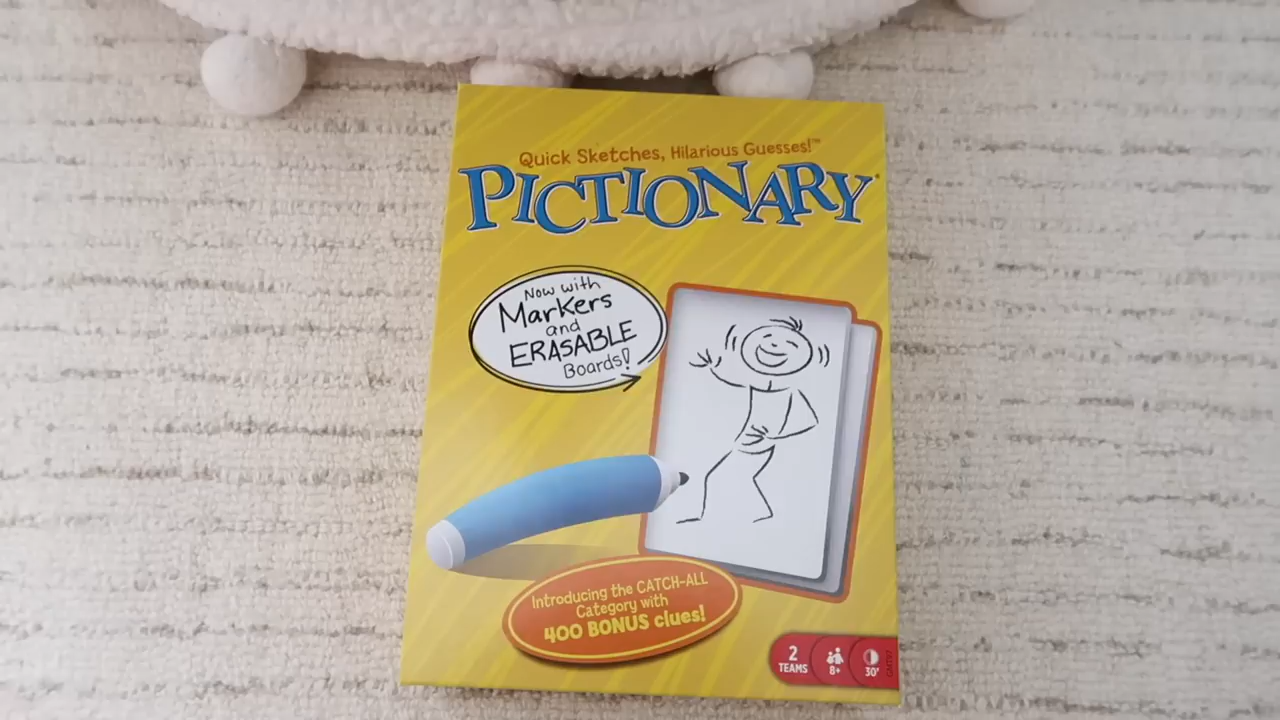 Quick Sketches, Hilarious Guesses!™
PICTIONARY
Now with
Markers
and
ERASABLE
Boards!
Introducing the CATCH-ALL
Category with
400 BONUS clues!
2
TEAMS
8+
30'